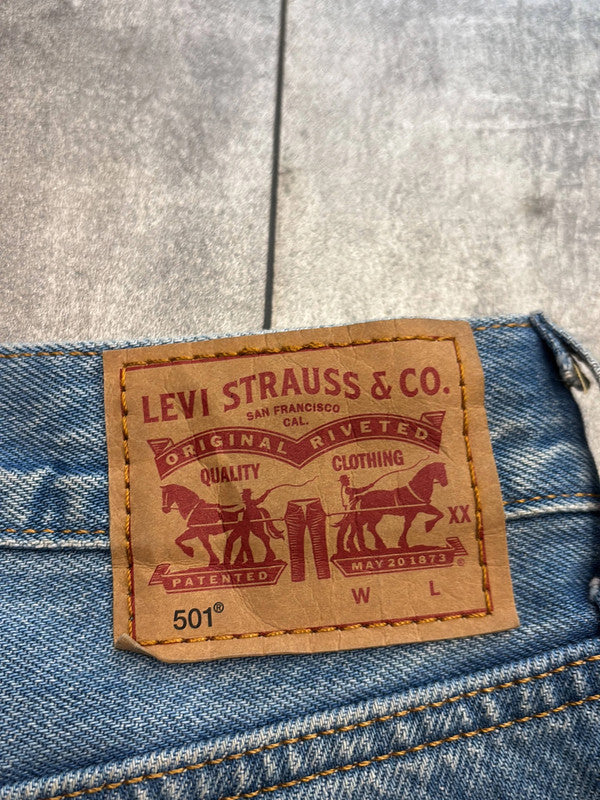 LEVI STRAUSS & CO.
SAN FRANCISCO
CAL.
ORIGINAL RIVETED
QUALITY CLOTHING
XX
PATENTED MAY 20 1873 ®
W L
501®